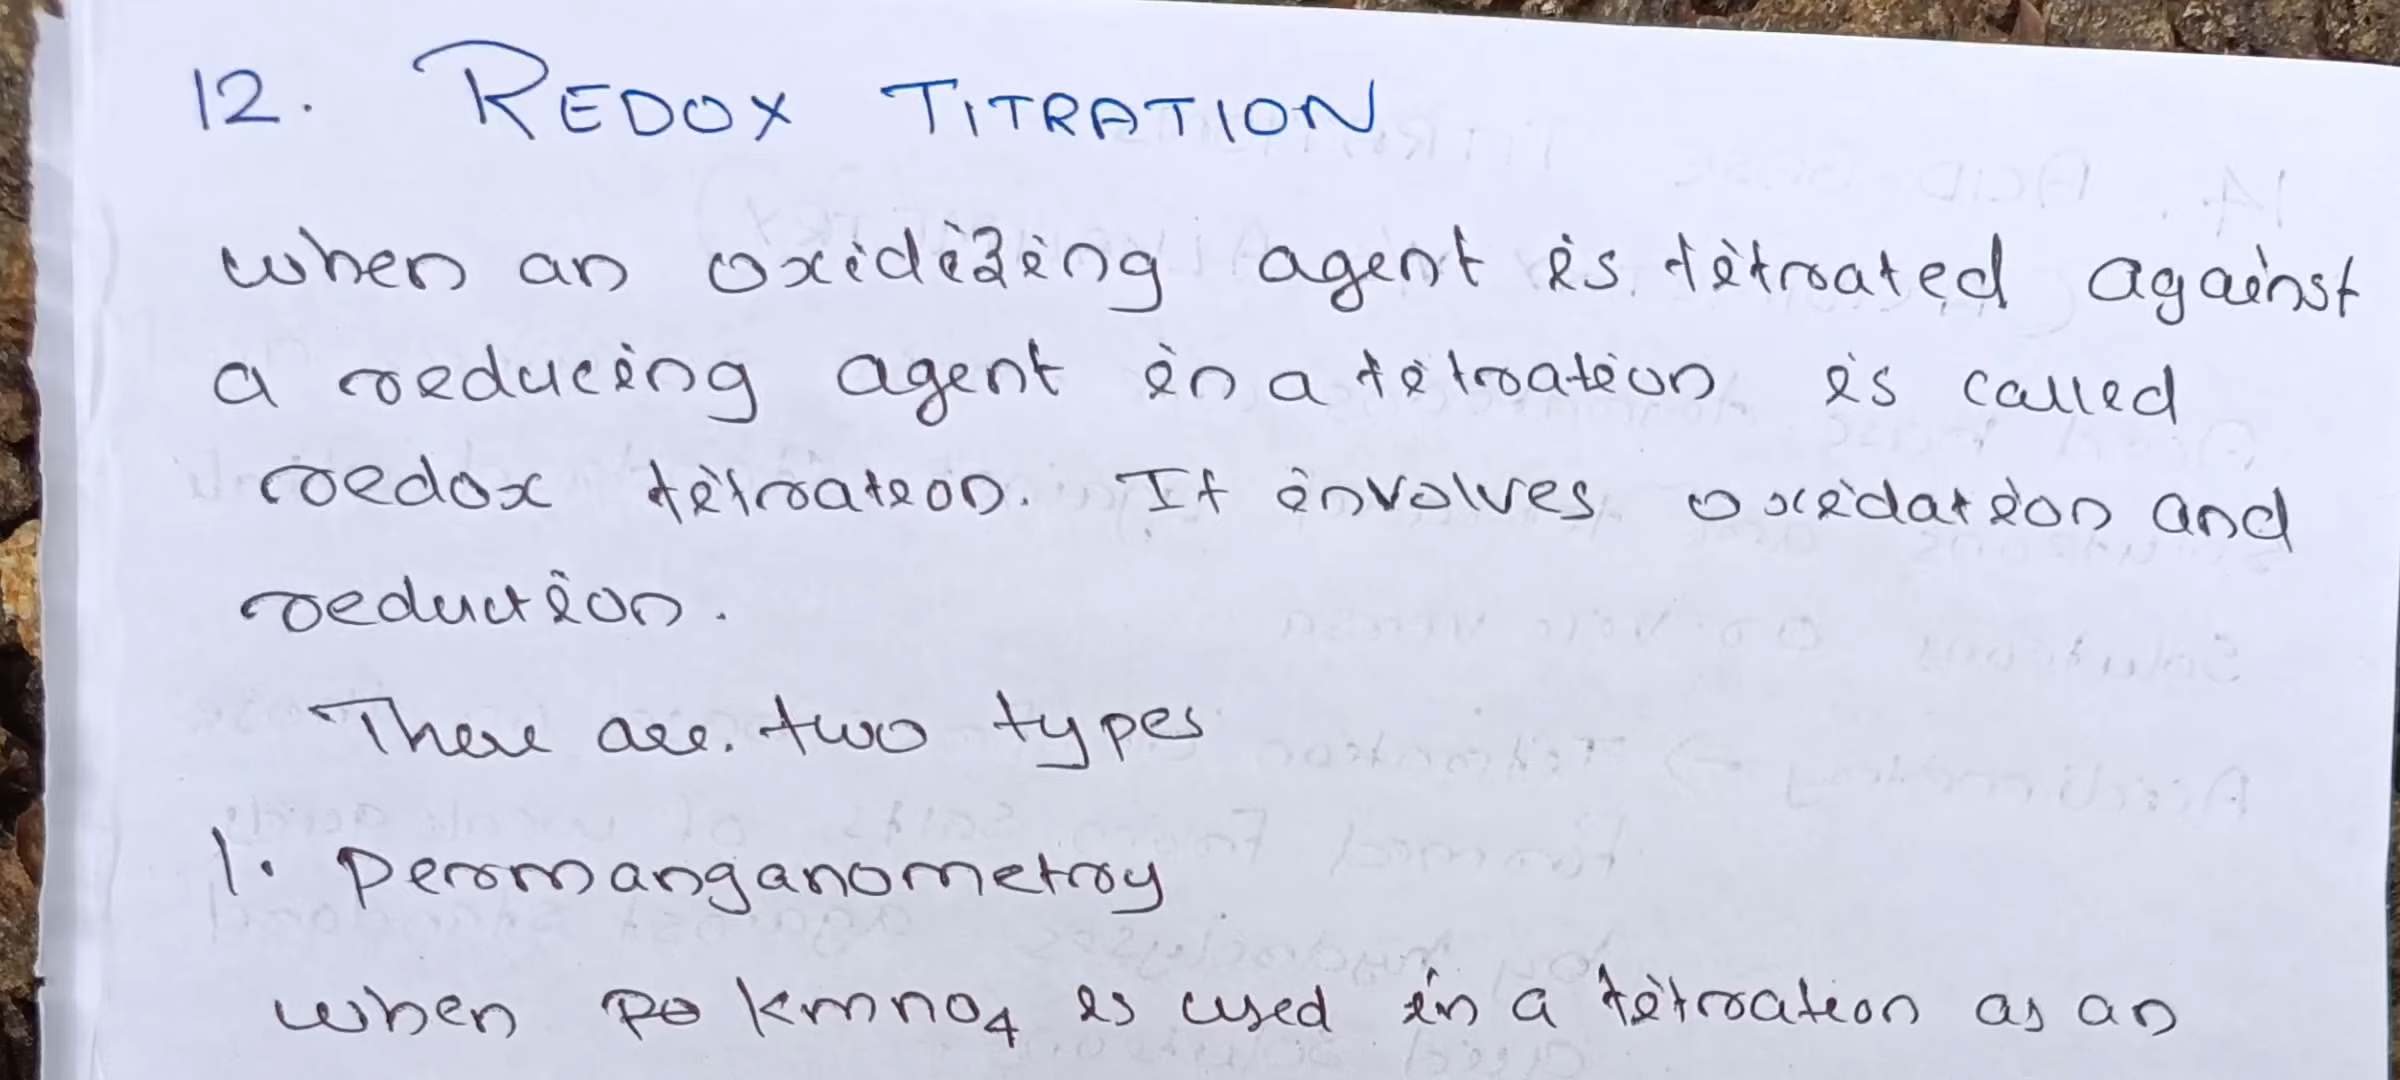 12. REDOX TITRATION
when an oxidizing agent is titrated against
a reducing agent in a titration is called
redox titration. It involves oxidation and
reduction.
There are two types
1. permanganometry
when kmno4 is used in a titration as an